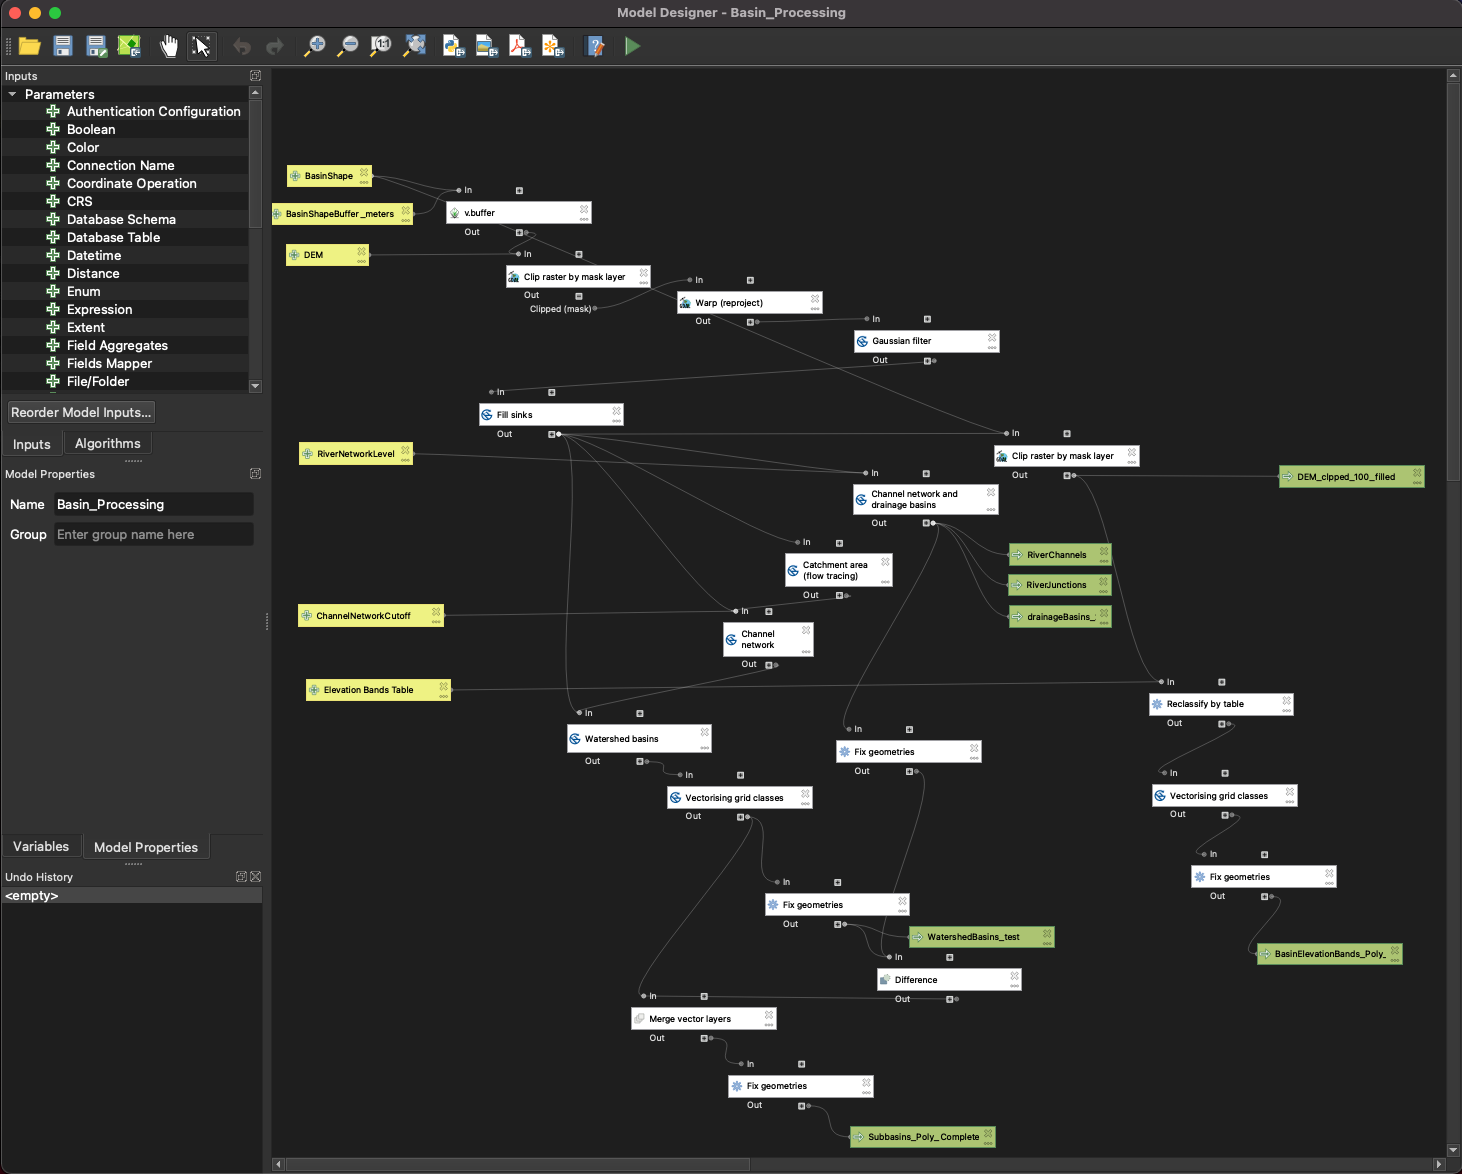 Model Designer - Basin_Processing
1:1
?
Inputs
Parameters
Authentication Configuration
Boolean
Color
Connection Name
Coordinate Operation
CRS
Database Schema
Database Table
Datetime
Distance
Enum
Expression
Extent
Field Aggregates
Fields Mapper
File/Folder
Reorder Model Inputs...
Inputs
Algorithms
Model Properties
Name
Basin_Processing
Group
Enter group name here
Variables
Model Properties
Undo History
<empty>
BasinShape
In
BasinShapeBuffer_meters
v.buffer
Out
DEM
In
Clip raster by mask layer
Out
Clipped (mask)
In
Warp (reproject)
Out
In
Gaussian filter
Out
In
Fill sinks
Out
In
Clip raster by mask layer
Out
RiverNetworkLevel
DEM_clpped_100_filled
In
Channel network and
drainage basins
Out
In
Catchment area
(flow tracing)
Out
RiverChannels
RiverJunctions
drainageBasins_
ChannelNetworkCutoff
In
Channel
network
Out
Elevation Bands Table
In
Reclassify by table
Out
In
Watershed basins
Out
In
Fix geometries
Out
In
Vectorising grid classes
Out
In
Vectorising grid classes
Out
In
Fix geometries
Out
In
Fix geometries
Out
WatershedBasins_test
BasinElevationBands_Poly_
In
Difference
Out
In
Merge vector layers
Out
In
Fix geometries
Out
Subbasins_Poly_Complete